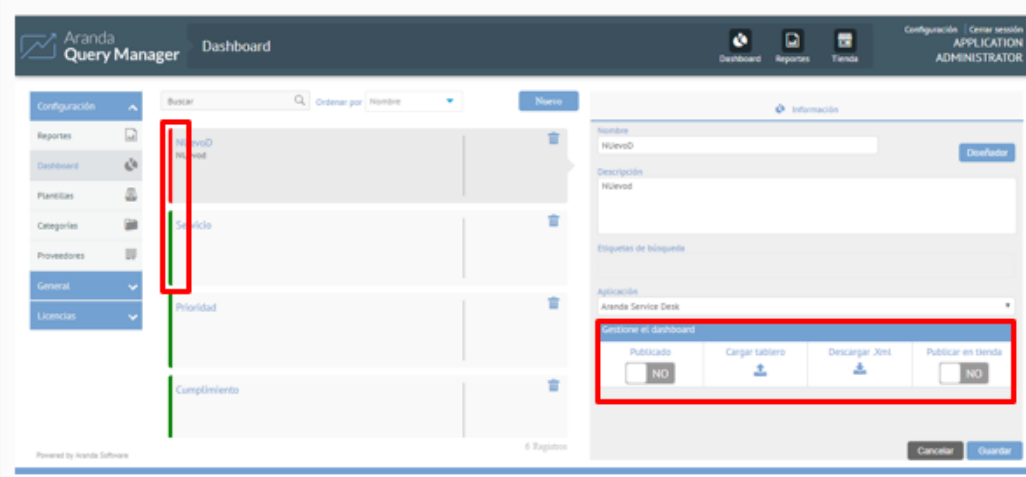 Aranda
Query Manager
Dashboard
Dashboard
Reportes
Tienda
Configuración
Cerrar sessión
APPLICATION
ADMINISTRATOR
Configuración
Reportes
Dashboard
Plantillas
Categorías
Proveedores
General
Licencias
Powered by Aranda Software
Buscar
Ordenar por
Nombre
Nuevo
NUevoD
NUevod
Servicio
Prioridad
Cumplimiento
6 Registros
Información
Nombre
NUevoD
Diseñador
Descripción
NUevod
Etiquetas de búsqueda
Aplicación
Aranda Service Desk
Gestione el dashboard
Publicado
Cargar tablero
Descargar .Xml
Publicar en tienda
NO
NO
Cancelar
Guardar